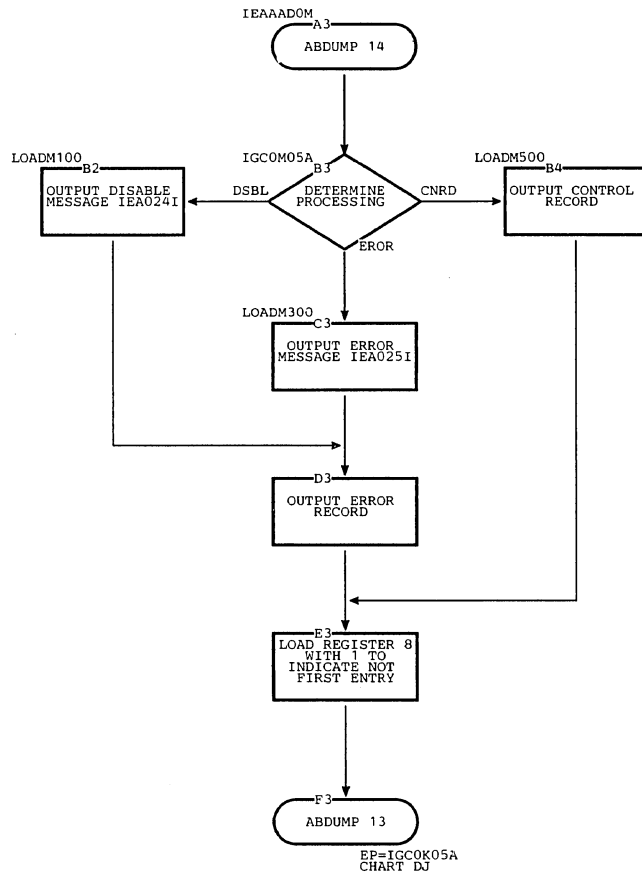 IEAAAD0M
A3
ABDUMP 14
LOADM100
B2
OUTPUT DISABLE
MESSAGE IEA024I
IGC0M05A
B3
DETERMINE
PROCESSING
DSBL
CNRD
EROR
LOADM500
B4
OUTPUT CONTROL
RECORD
LOADM300
C3
OUTPUT ERROR
MESSAGE IEA025I
D3
OUTPUT ERROR
RECORD
E3
LOAD REGISTER 8
WITH 1 TO
INDICATE NOT
FIRST ENTRY
F3
ABDUMP 13
EP=IGC0K05A
CHART DJ